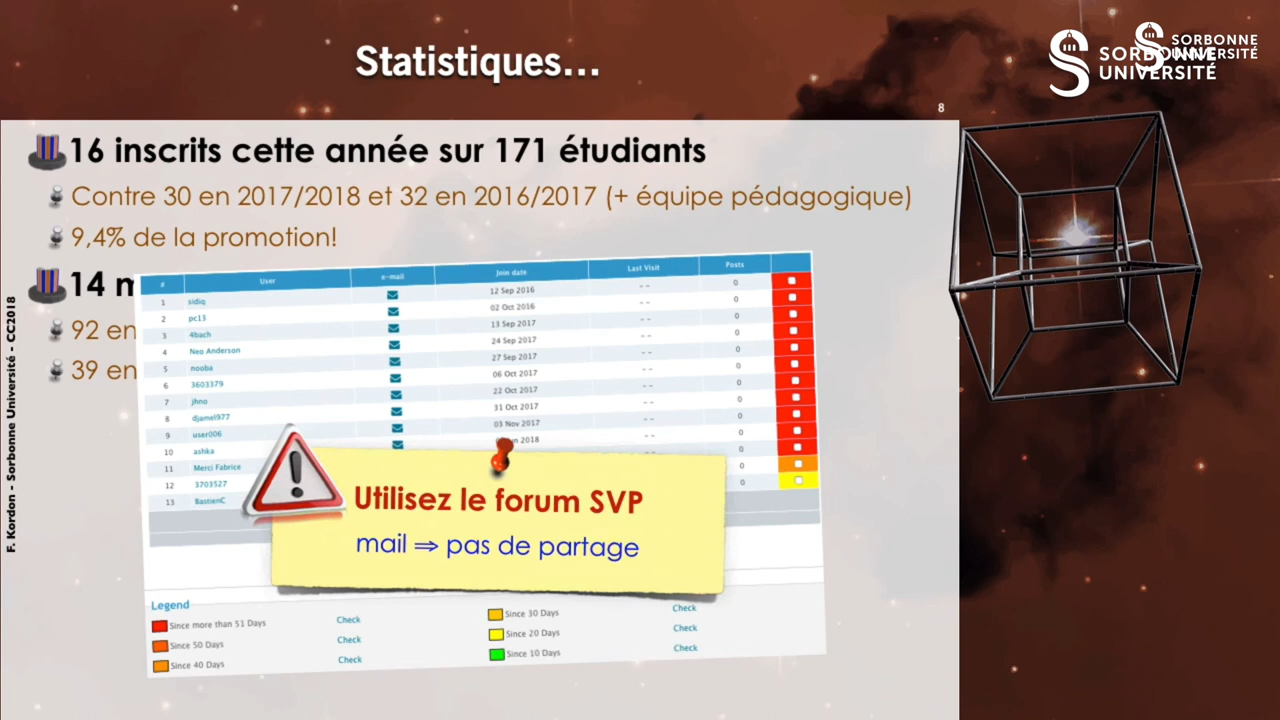 Statistiques...
SORBONNE
UNIVERSITÉ
SORBONNE
UNIVERSITÉ
8
16 inscrits cette année sur 171 étudiants
Contre 30 en 2017/2018 et 32 en 2016/2017 (+ équipe pédagogique)
9,4% de la promotion!
14 m
92 en
39 en
# User e-mail Join date Last Visit Posts
1 sidiq 12 Sep 2016 -- 0
2 pc13 02 Oct 2016 -- 0
3 4bach 13 Sep 2017 -- 0
4 Neo Anderson 24 Sep 2017 -- 0
5 nooba 27 Sep 2017 -- 0
6 3603379 06 Oct 2017 -- 0
7 jhno 22 Oct 2017 -- 0
8 djamel977 31 Oct 2017 -- 0
9 user006 03 Nov 2017 -- 0
10 ashka 2018 -- 0
11 Merci Fabrice 0
12 3703527 0
13 BastienC 0
Utilisez le forum SVP
mail ⇒ pas de partage
Legend
Since more than 51 Days Check Since 30 Days Check
Since 50 Days Check Since 20 Days Check
Since 40 Days Check Since 10 Days Check
F. Kordon - Sorbonne Université - CC2018